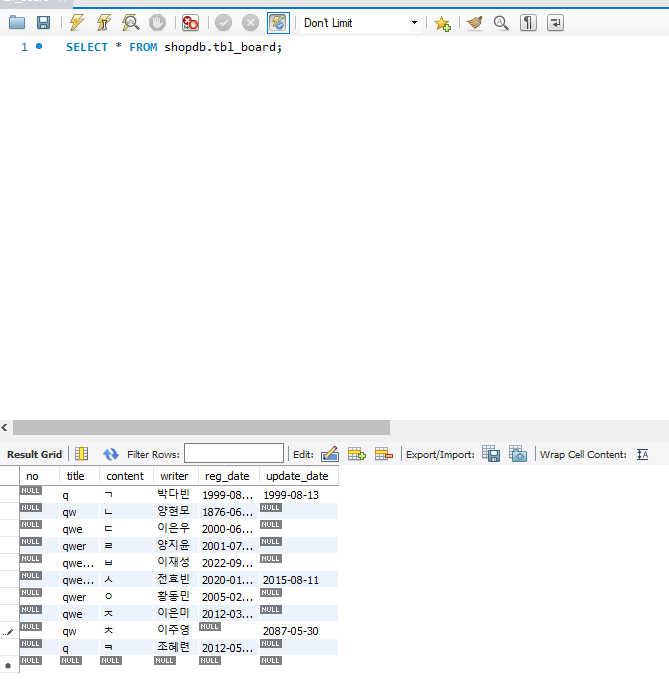 Don't Limit
1 SELECT * FROM shopdb.tbl_board;
Result Grid Filter Rows: Edit: Export/Import: Wrap Cell Content:
no title content writer reg_date update_date
NULL q ㄱ 박다빈 1999-08... 1999-08-13
NULL qw ㄴ 양현모 1876-06... NULL
NULL qwe ㄷ 이은우 2000-06... NULL
NULL qwer ㄹ 양지윤 2001-07... NULL
NULL qwe... ㅂ 이재성 2022-09... NULL
NULL qwe... ㅅ 전효빈 2020-01... 2015-08-11
NULL qwer ㅇ 황동민 2005-02... NULL
NULL qwe ㅈ 이은미 2012-03... NULL
NULL qw ㅊ 이주영 NULL 2087-05-30
NULL q ㅋ 조혜련 2012-05... NULL
NULL NULL NULL NULL NULL NULL